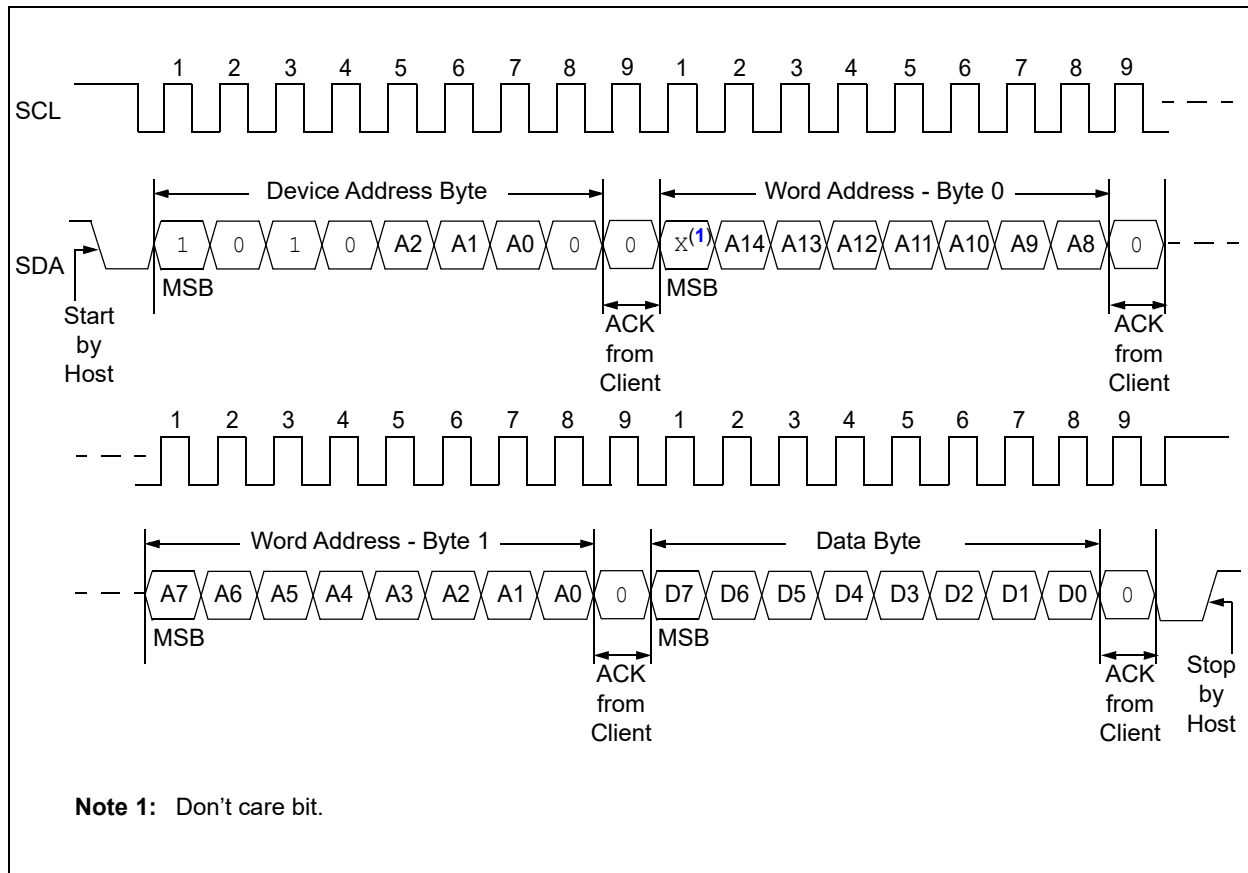 1 2 3 4 5 6 7 8 9 1 2 3 4 5 6 7 8 9
SCL
Device Address Byte Word Address - Byte 0
SDA 1 0 1 0 A2 A1 A0 0 0 X(1) A14 A13 A12 A11 A10 A9 A8 0
MSB MSB
Start
by
Host
ACK
from
Client
ACK
from
Client
1 2 3 4 5 6 7 8 9 1 2 3 4 5 6 7 8 9
Word Address - Byte 1 Data Byte
A7 A6 A5 A4 A3 A2 A1 A0 0 D7 D6 D5 D4 D3 D2 D1 D0 0
MSB MSB
ACK
from
Client
ACK
from
Client
Stop
by
Host
Note 1: Don't care bit.